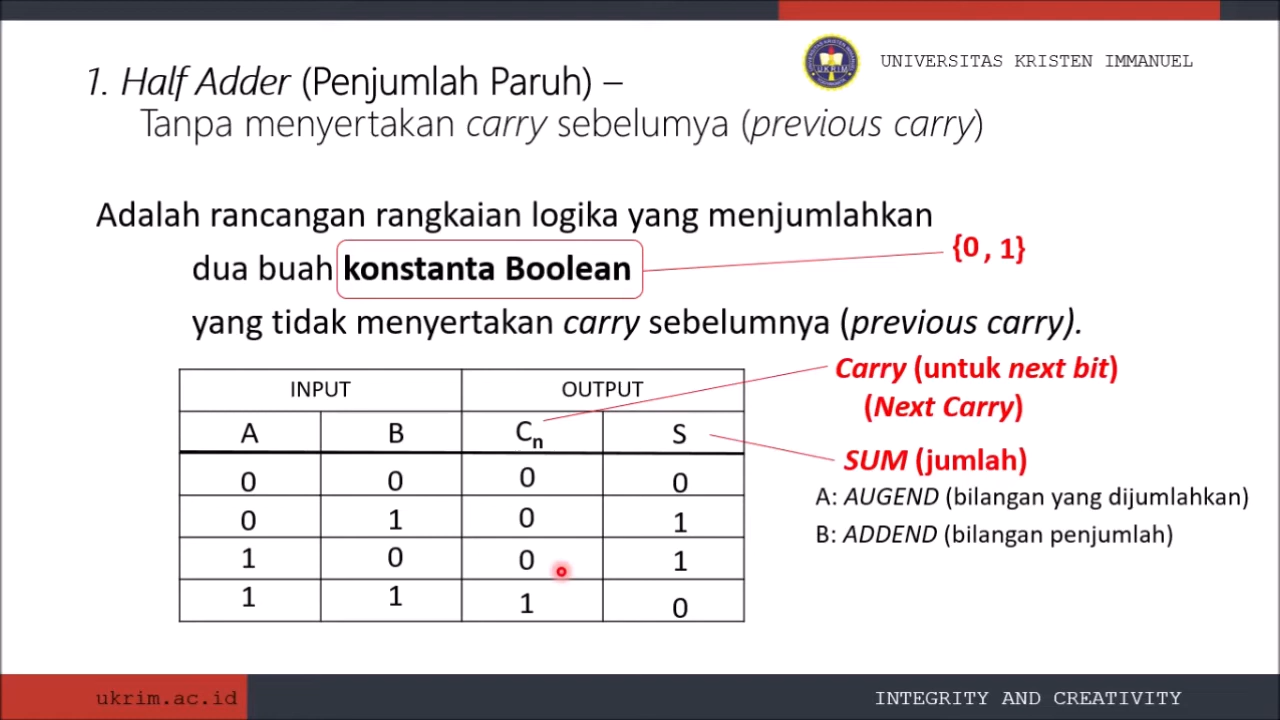 UNIVERSITAS KRISTEN IMMANUEL
UKRIM
1. Half Adder (Penjumlah Paruh) –
Tanpa menyertakan carry sebelumya (previous carry)
Adalah rancangan rangkaian logika yang menjumlahkan
dua buah konstanta Boolean
{0 , 1}
yang tidak menyertakan carry sebelumnya (previous carry).
INPUT OUTPUT
A B Cn S
0 0 0 0
0 1 0 1
1 0 0 1
1 1 1 0
Carry (untuk next bit)
(Next Carry)
SUM (jumlah)
A: AUGEND (bilangan yang dijumlahkan)
B: ADDEND (bilangan penjumlah)
ukrim.ac.id
INTEGRITY AND CREATIVITY